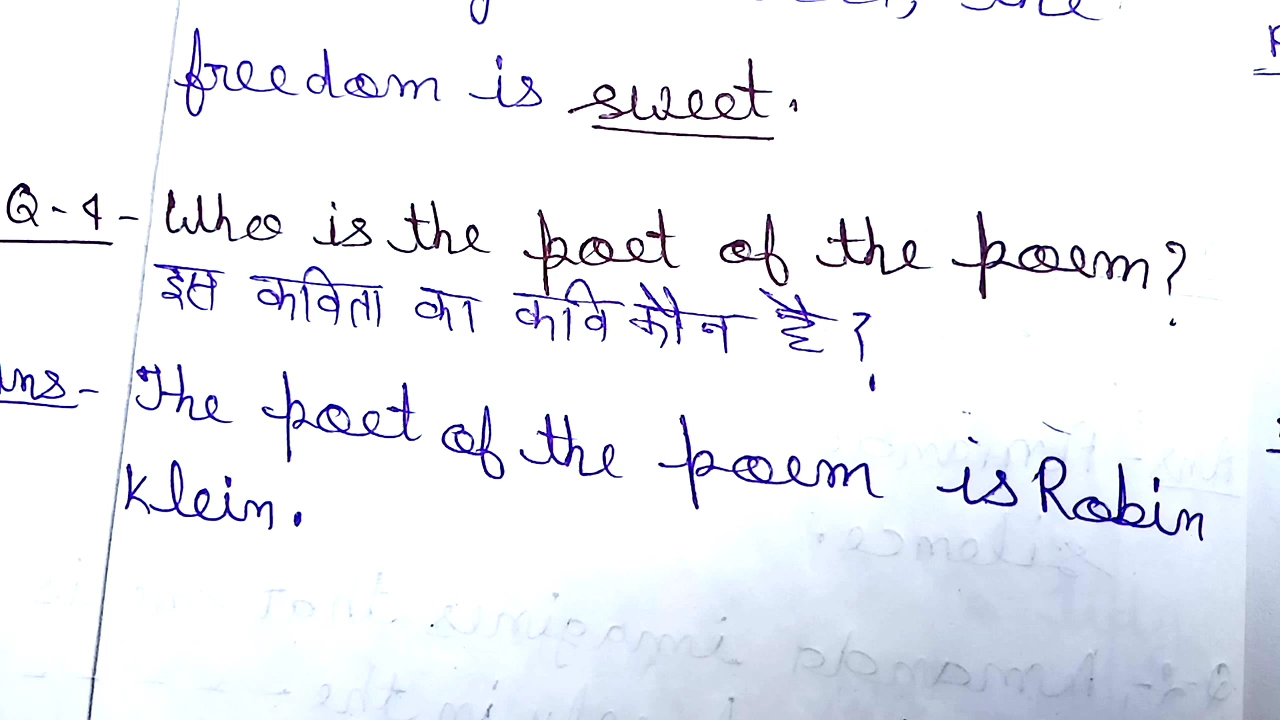 freedom is sweet.
Q-4- Who is the poet of the poem?
इस कविता का कवि कौन है?
Ans- The poet of the poem is Robin
Klein.